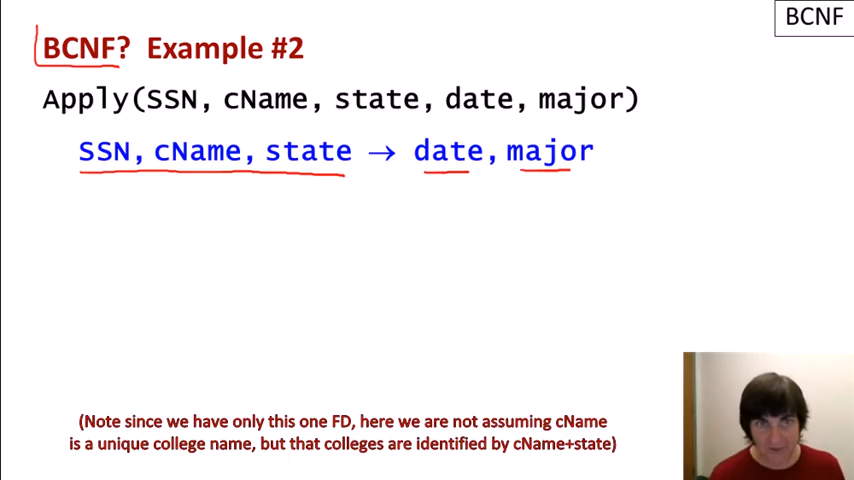 BCNF
BCNF? Example #2
Apply(SSN, cName, state, date, major)
SSN, cName, state → date, major
(Note since we have only this one FD, here we are not assuming cName
is a unique college name, but that colleges are identified by cName+state)